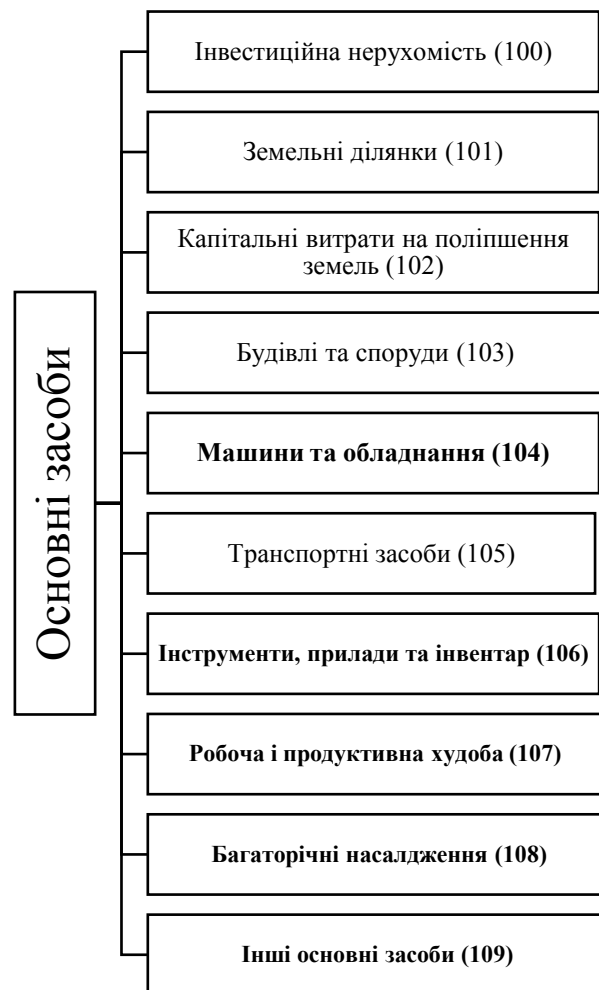 Основні засоби
Інвестиційна нерухомість (100)
Земельні ділянки (101)
Капітальні витрати на поліпшення
земель (102)
Будівлі та споруди (103)
Машини та обладнання (104)
Транспортні засоби (105)
Інструменти, прилади та інвентар (106)
Робоча і продуктивна худоба (107)
Багаторічні насалдження (108)
Інші основні засоби (109)